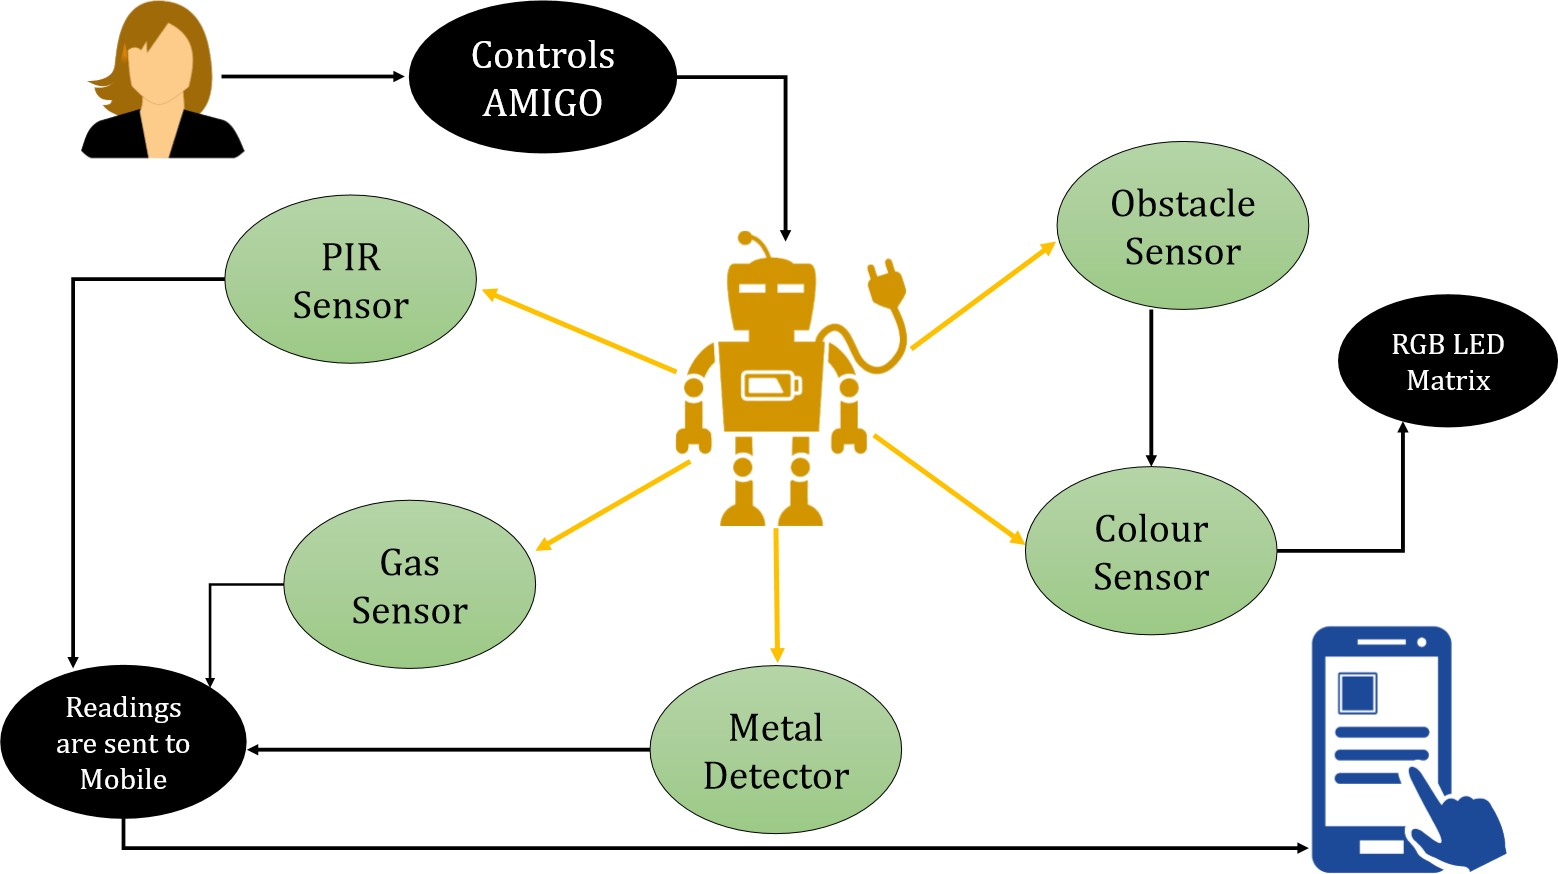 Controls
AMIGO
Obstacle
Sensor
PIR
Sensor
RGB LED
Matrix
Colour
Sensor
Gas
Sensor
Readings
are sent to
Mobile
Metal
Detector